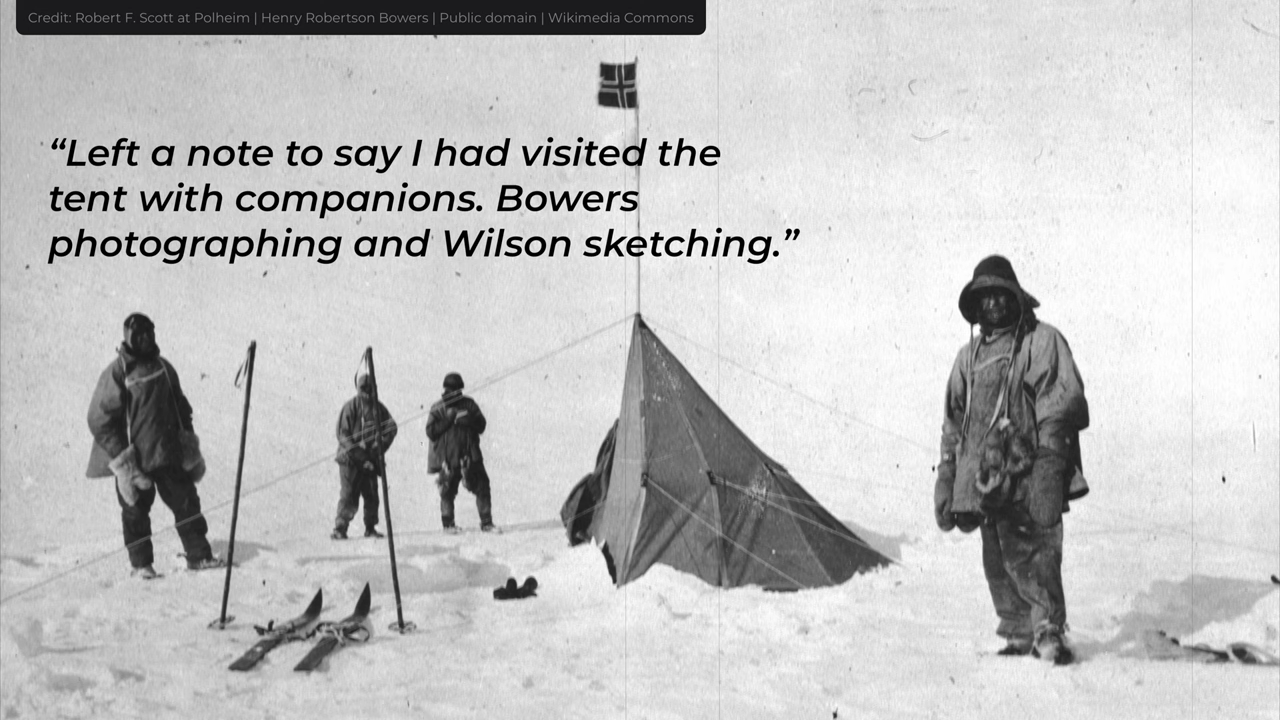 Credit: Robert F. Scott at Polheim | Henry Robertson Bowers | Public domain | Wikimedia Commons
“Left a note to say I had visited the
tent with companions. Bowers
photographing and Wilson sketching.”